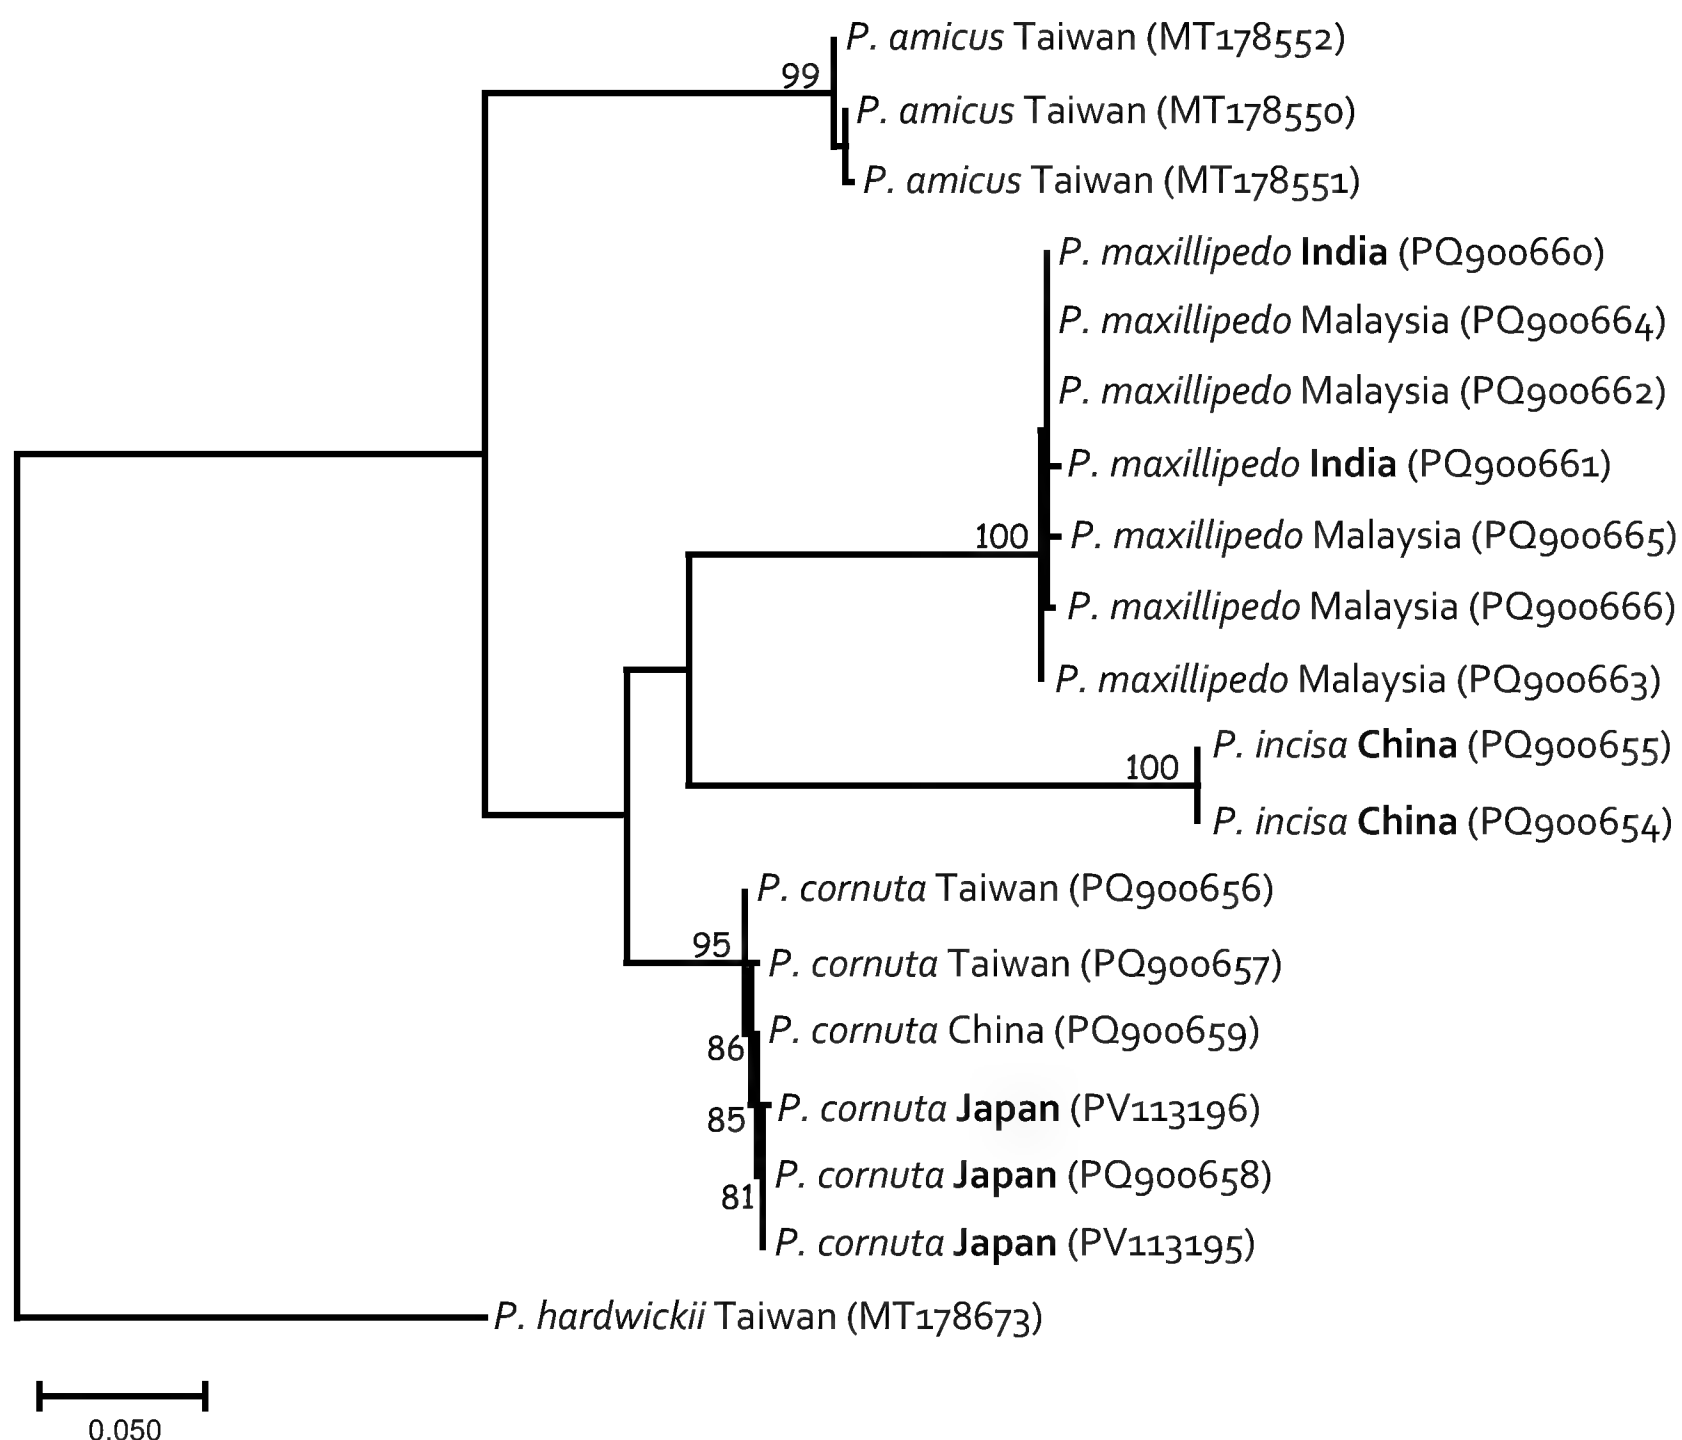 P. amicus Taiwan (MT178552)
99
P. amicus Taiwan (MT178550)
P. amicus Taiwan (MT178551)
P. maxillipedo India (PQ900660)
P. maxillipedo Malaysia (PQ900664)
P. maxillipedo Malaysia (PQ900662)
P. maxillipedo India (PQ900661)
100
P. maxillipedo Malaysia (PQ900665)
P. maxillipedo Malaysia (PQ900666)
P. maxillipedo Malaysia (PQ900663)
P. incisa China (PQ900655)
100
P. incisa China (PQ900654)
P. cornuta Taiwan (PQ900656)
95
P. cornuta Taiwan (PQ900657)
P. cornuta China (PQ900659)
86
P. cornuta Japan (PV113196)
85
P. cornuta Japan (PQ900658)
81
P. cornuta Japan (PV113195)
P. hardwickii Taiwan (MT178673)
0.050